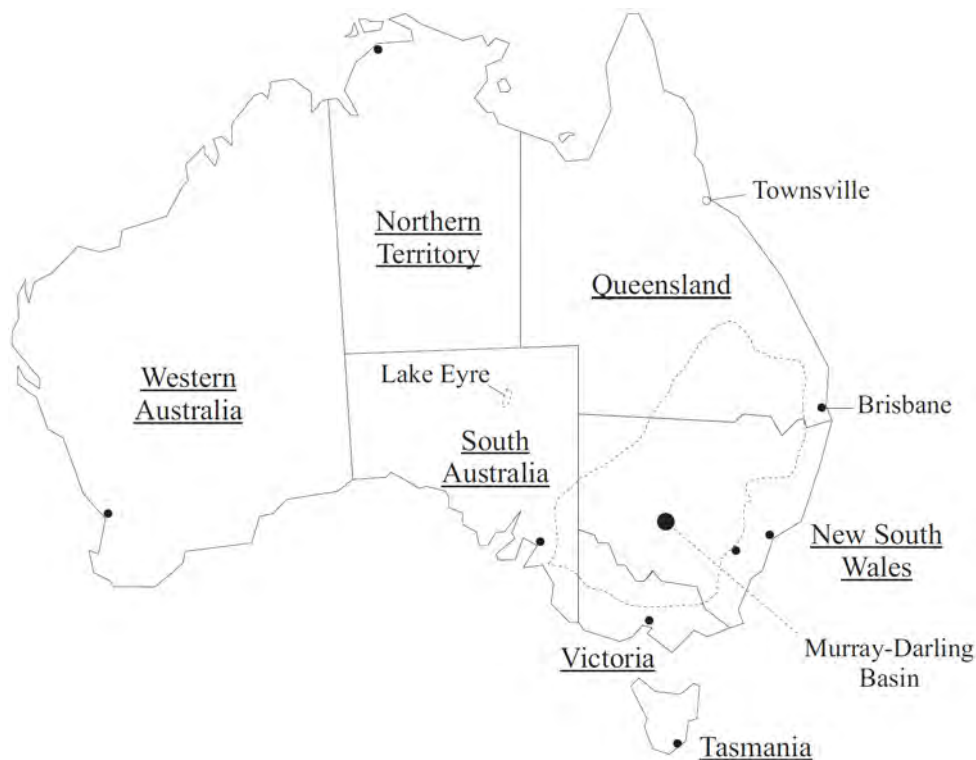 Townsville
Northern
Territory
Queensland
Western
Australia
Lake Eyre
Brisbane
South
Australia
New South
Wales
Murray-Darling
Basin
Victoria
Tasmania